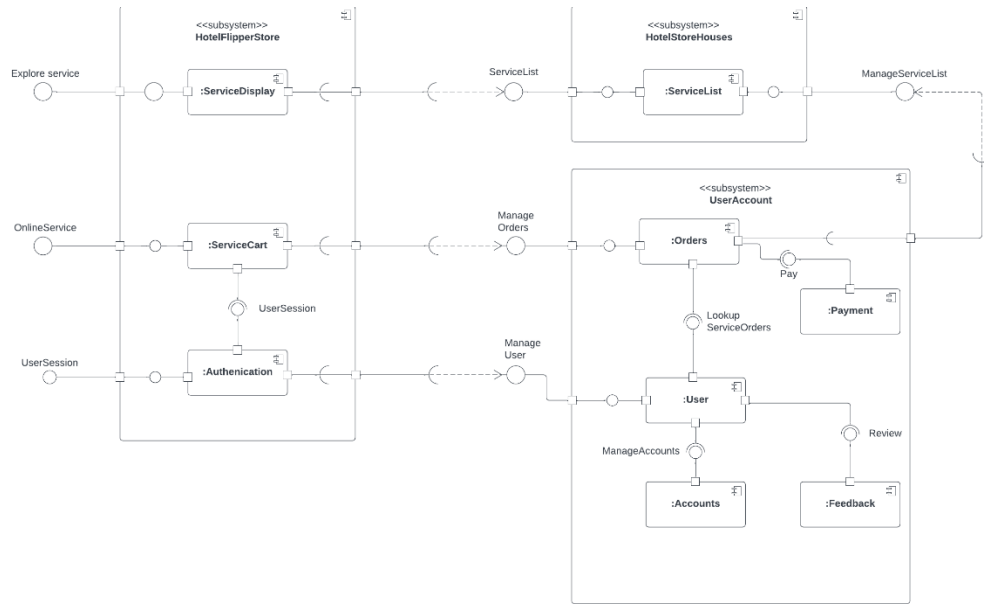 <<subsystem>>
HotelFlipperStore
<<subsystem>>
HotelStoreHouses
Explore service
:ServiceDisplay
ServiceList
:ServiceList
ManageServiceList
<<subsystem>>
UserAccount
OnlineService
:ServiceCart
Manage
Orders
:Orders
Pay
:Payment
UserSession
Lookup
ServiceOrders
UserSession
:Authenication
Manage
User
:User
ManageAccounts
Review
:Accounts
:Feedback